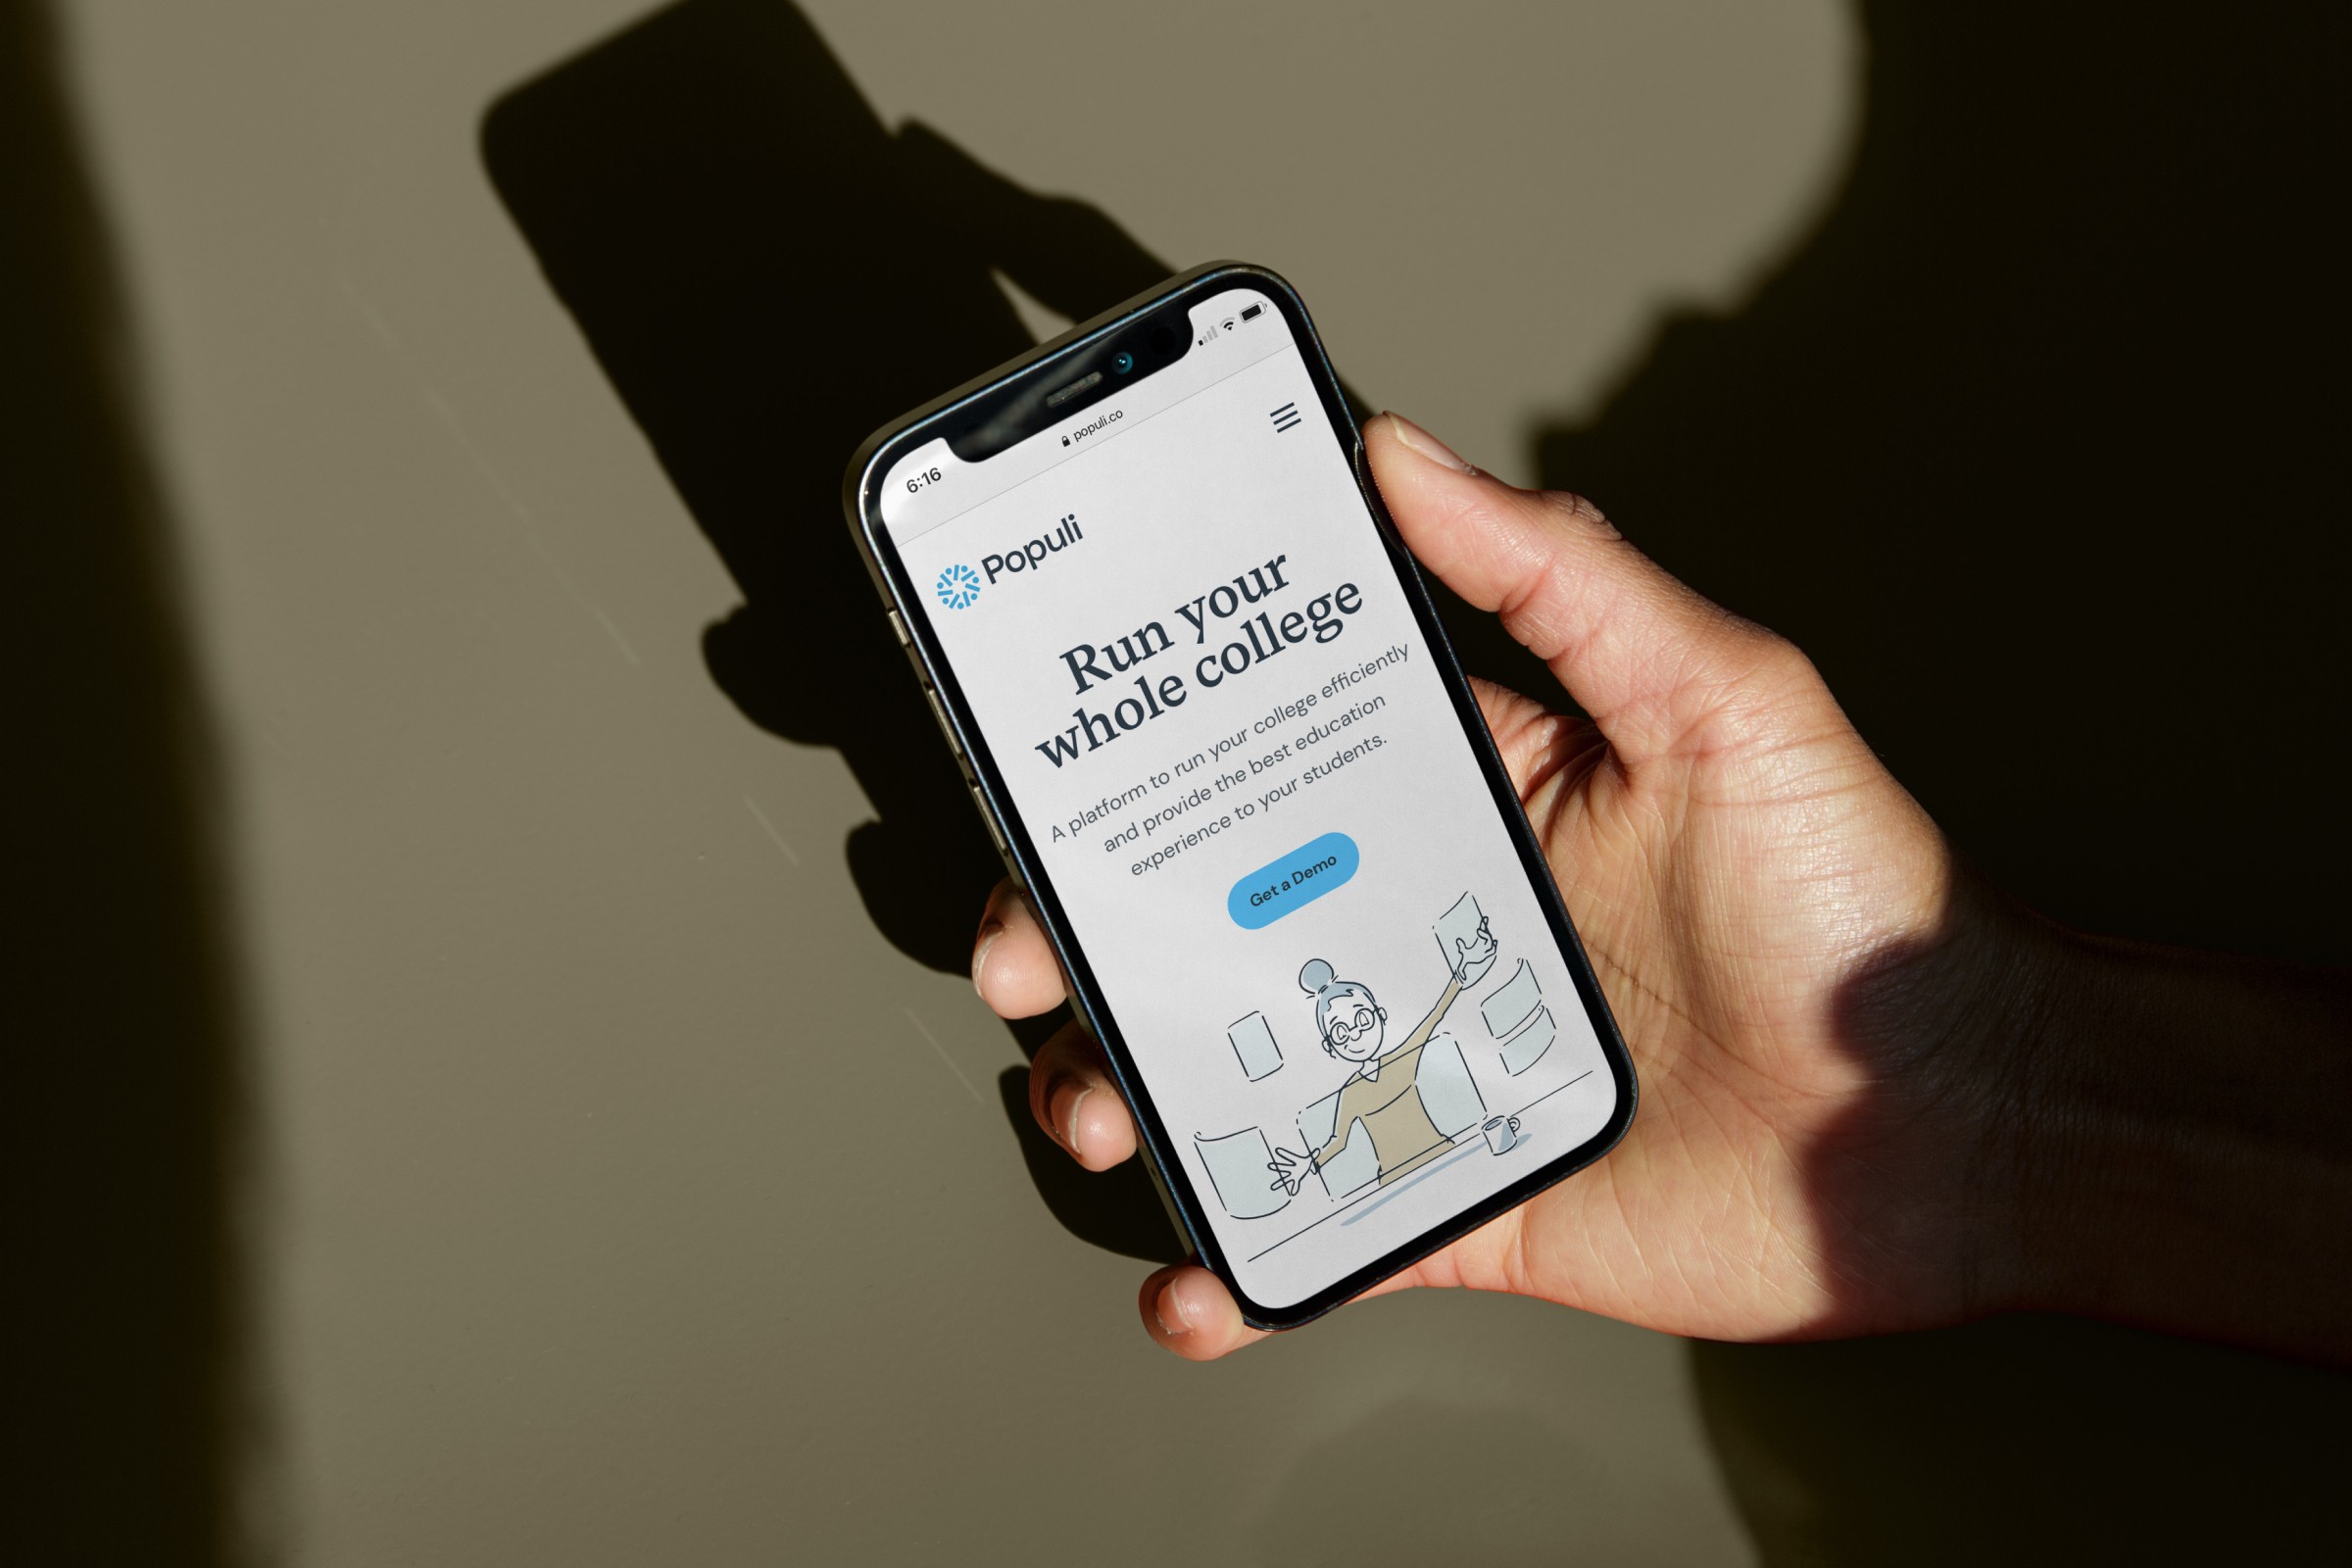 6:16
populi.co
Populi
Run your
whole college
A platform to run your college efficiently
and provide the best education
experience to your students.
Get a Demo